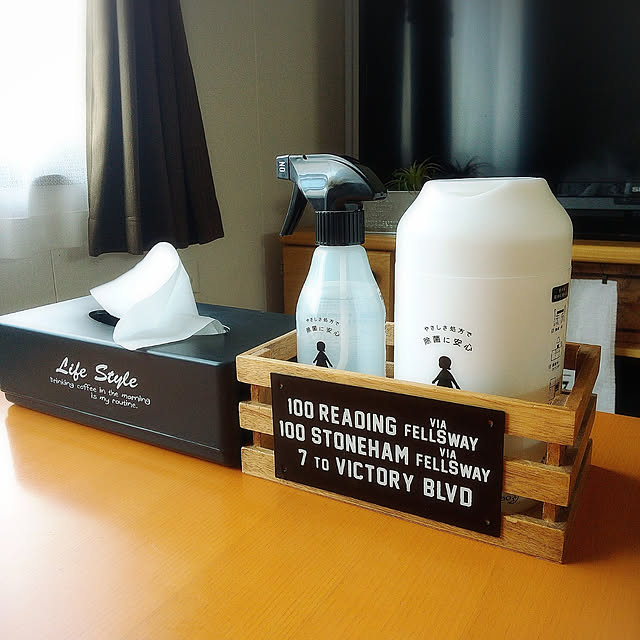 Life Style
Drinking coffee in the morning
is my routine.
NO
やさしさ処方で
除菌に安心
やさしさ処方で
除菌に安心
100 READING VIA FELLSWAY
100 STONEHAM VIA FELLSWAY
7 TO VICTORY BLVD